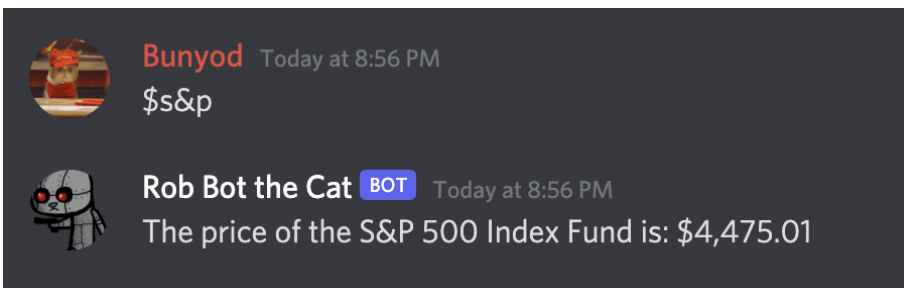 Bunyod Today at 8:56 PM
$s&p
Rob Bot the Cat BOT Today at 8:56 PM
The price of the S&P 500 Index Fund is: $4,475.01